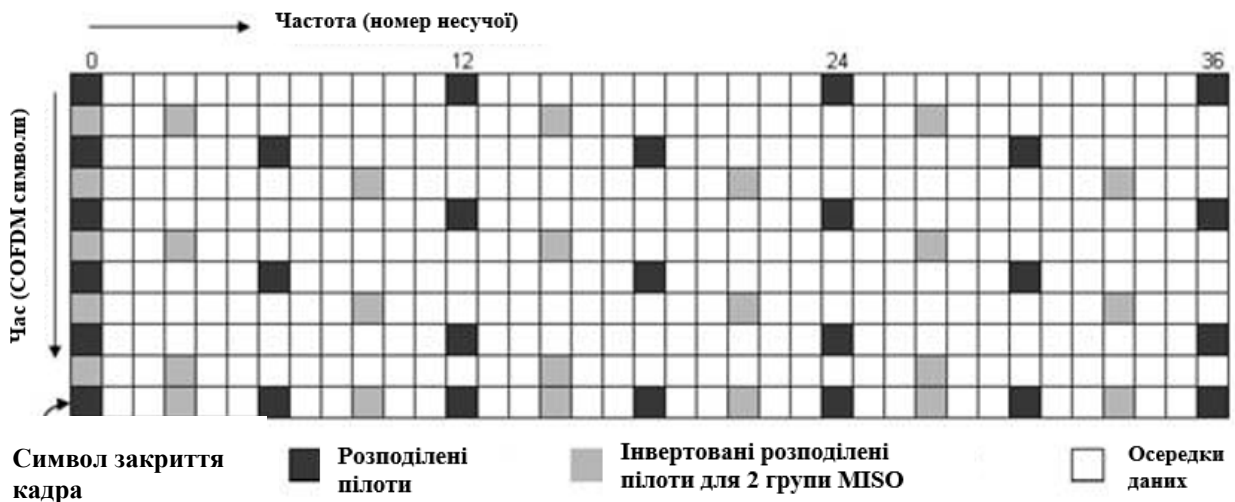 Частота (номер несучої)
0 12 24 36
Час (COFDM символи)
Символ закриття
кадра
Розподілені
пілоти
Інвертовані розподілені
пілоти для 2 групи MISO
Осередки
даних